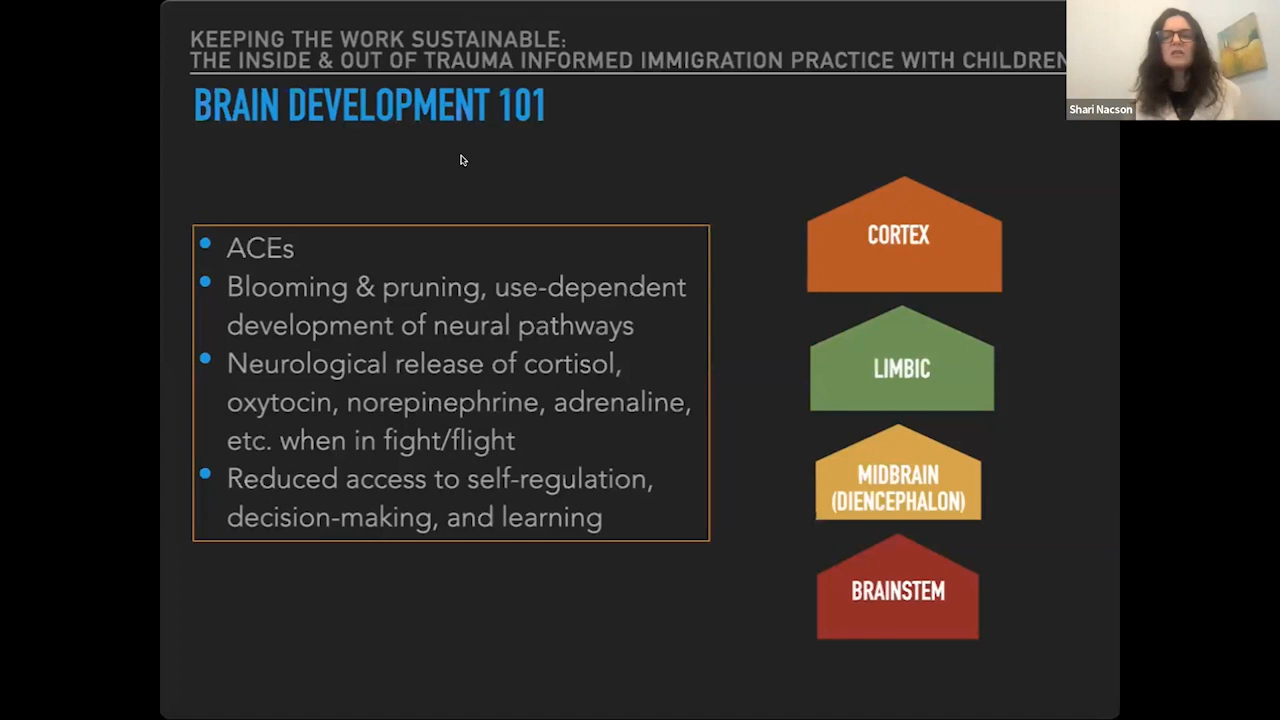 KEEPING THE WORK SUSTAINABLE:
THE INSIDE & OUT OF TRAUMA INFORMED IMMIGRATION PRACTICE WITH CHILDREN
BRAIN DEVELOPMENT 101
Shari Nacson
• ACEs
• Blooming & pruning, use-dependent
development of neural pathways
• Neurological release of cortisol,
oxytocin, norepinephrine, adrenaline,
etc. when in fight/flight
• Reduced access to self-regulation,
decision-making, and learning
CORTEX
LIMBIC
MIDBRAIN
(DIENCEPHALON)
BRAINSTEM